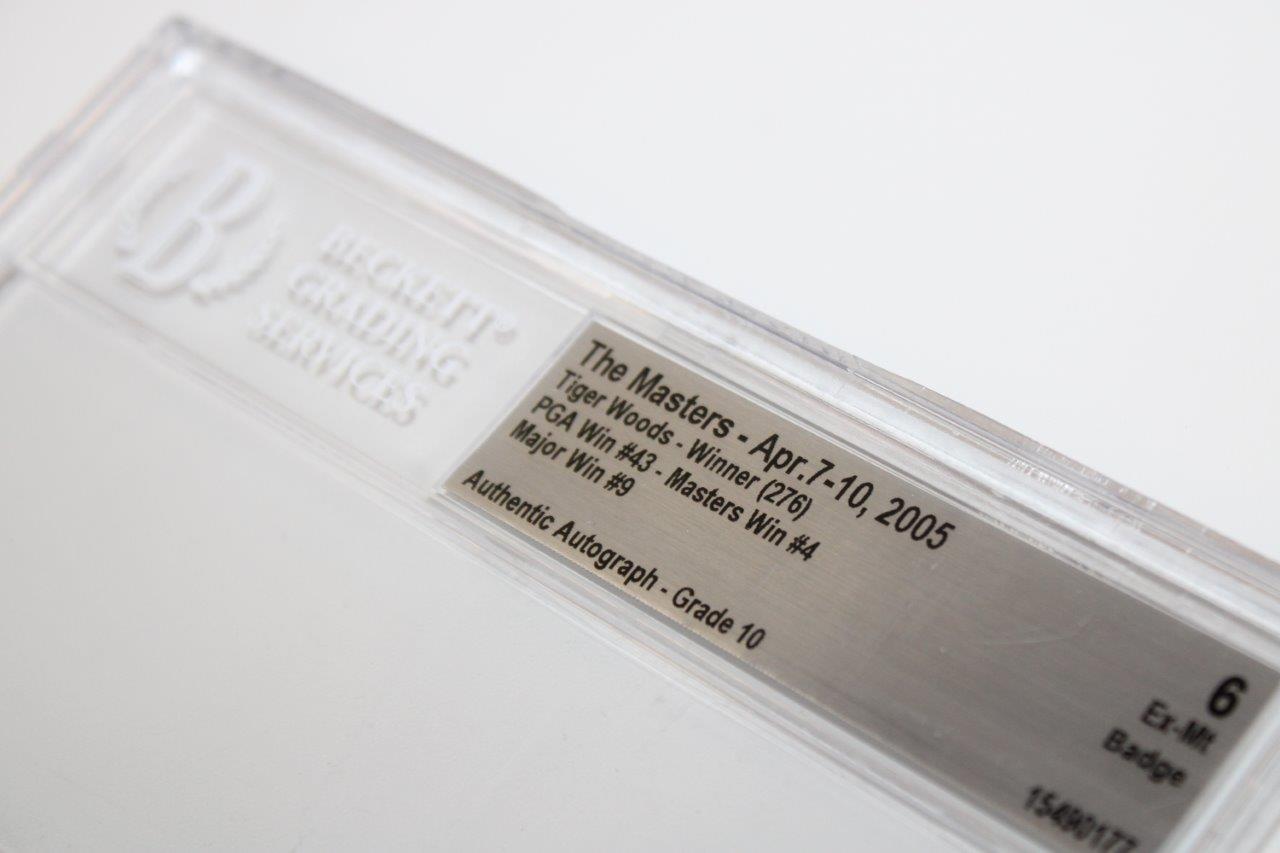 BECKETT®
GRADING
SERVICES
The Masters - Apr.7-10, 2005
Tiger Woods - Winner (276)
PGA Win #43 - Masters Win #4
Major Win #9
Authentic Autograph - Grade 10
6
Ex-Mt
Badge
15490177